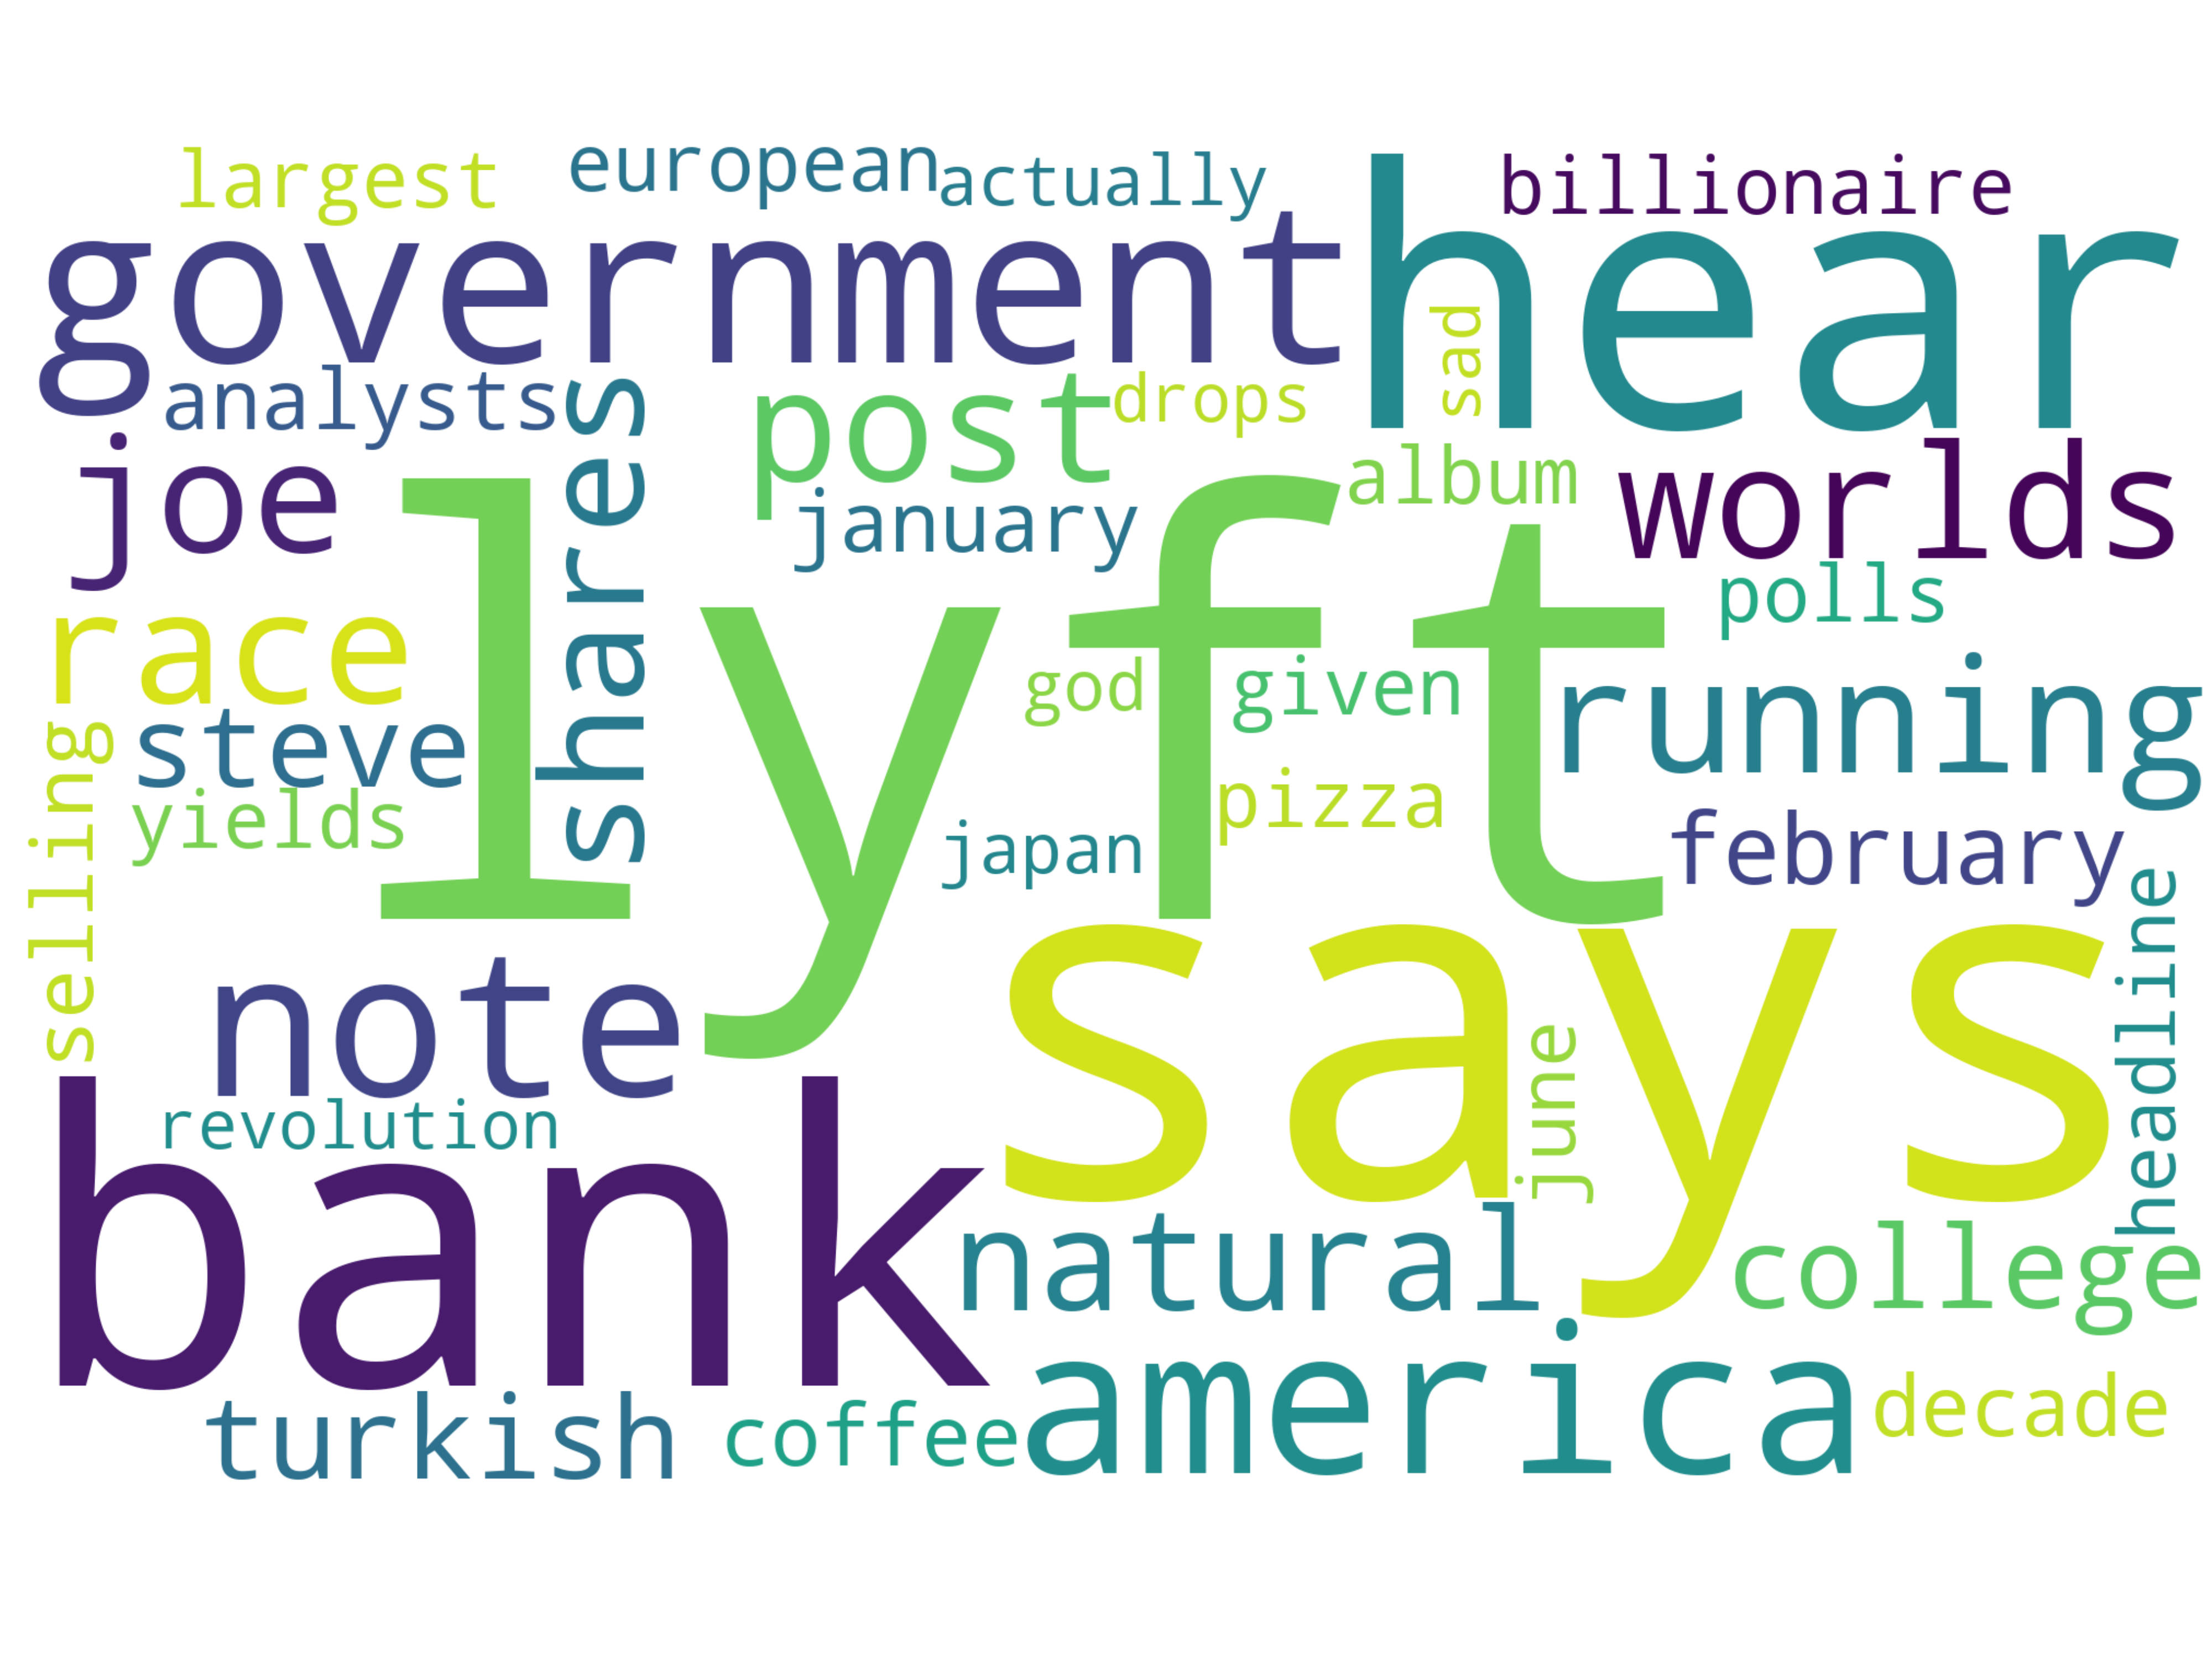 largest
european
actually
billionaire
government
hear
sad
analysts
shares
post
drops
joe
album
worlds
january
lyft
race
polls
god
given
running
steve
selling
yields
pizza
japan
february
headline
note
says
june
revolution
bank
natural
college
america
turkish
coffee
decade